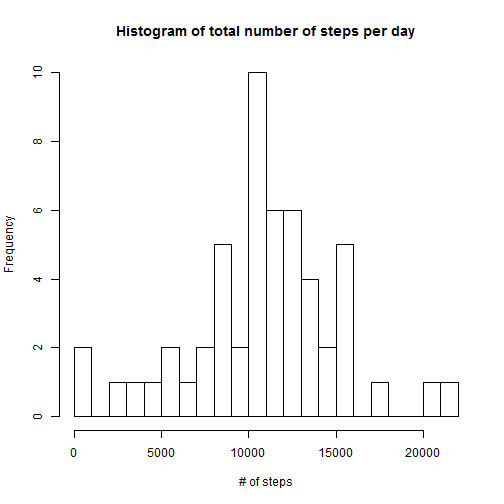 Histogram of total number of steps per day
Frequency
10
8
6
4
2
0
0 5000 10000 15000 20000
# of steps